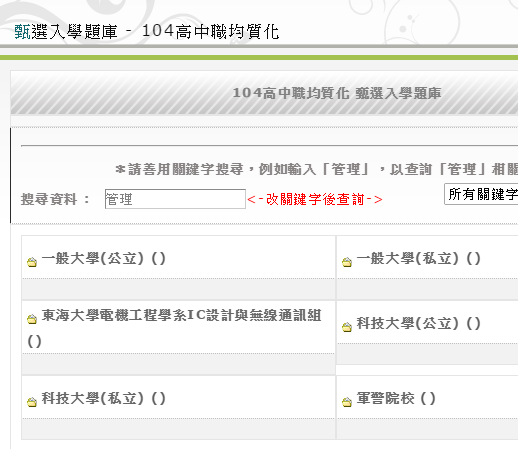 甄選入學題庫 - 104高中職均質化
104高中職均質化 甄選入學題庫
＊請善用關鍵字搜尋，例如輸入「管理」，以查詢「管理」相關
搜尋資料： 管理 <-改關鍵字後查詢-> 所有關鍵字
一般大學(公立) () 一般大學(私立) ()
東海大學電機工程學系IC設計與無線通訊組
() 科技大學(公立) ()
科技大學(私立) () 軍警院校 ()